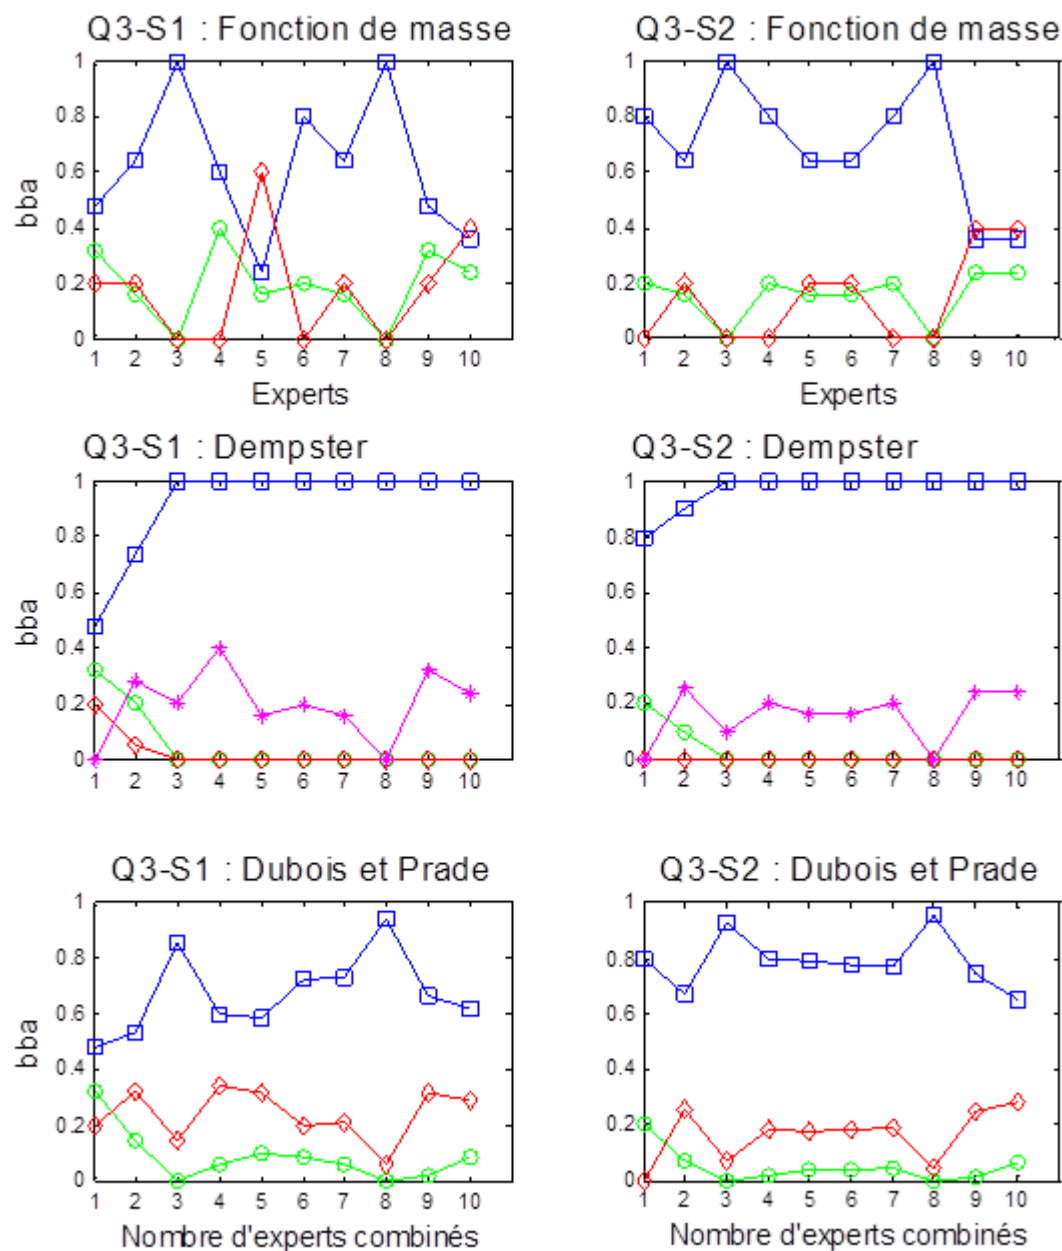 Q3-S1 : Fonction de masse
Q3-S2 : Fonction de masse
1
0.8
0.6
0.4
0.2
0
bba
1 2 3 4 5 6 7 8 9 10
Experts
1
0.8
0.6
0.4
0.2
0
1 2 3 4 5 6 7 8 9 10
Experts
Q3-S1 : Dempster
Q3-S2 : Dempster
1
0.8
0.6
0.4
0.2
0
bba
1 2 3 4 5 6 7 8 9 10
1
0.8
0.6
0.4
0.2
0
1 2 3 4 5 6 7 8 9 10
Q3-S1 : Dubois et Prade
Q3-S2 : Dubois et Prade
1
0.8
0.6
0.4
0.2
0
bba
1 2 3 4 5 6 7 8 9 10
Nombre d'experts combinés
1
0.8
0.6
0.4
0.2
0
1 2 3 4 5 6 7 8 9 10
Nombre d'experts combinés